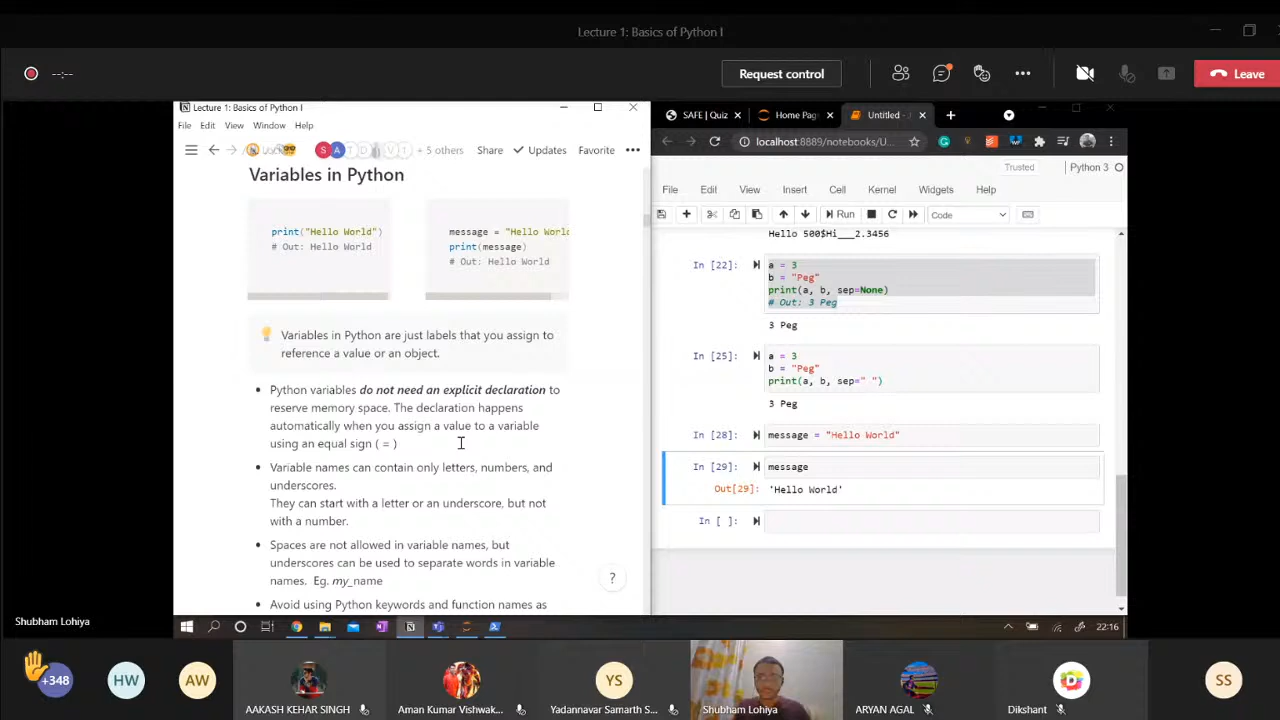 Lecture 1: Basics of Python I
--:--
Request control
Leave
Lecture 1: Basics of Python I
File Edit View Window Help
S A T D V T + 5 others Share Updates Favorite
Variables in Python
print("Hello World")
# Out: Hello World
message = "Hello Worl
print(message)
# Out: Hello World
Variables in Python are just labels that you assign to
reference a value or an object.
Python variables do not need an explicit declaration to
reserve memory space. The declaration happens
automatically when you assign a value to a variable
using an equal sign ( = )
Variable names can contain only letters, numbers, and
underscores.
They can start with a letter or an underscore, but not
with a number.
Spaces are not allowed in variable names, but
underscores can be used to separate words in variable
names. Eg. my_name
Avoid using Python keywords and function names as
?
SAFE | Quiz Home Page Untitled -
localhost:8889/notebooks/U...
Trusted Python 3
File Edit View Insert Cell Kernel Widgets Help
Run Code
Hello 500$Hi___2.3456
In [22]: a = 3
b = "Peg"
print(a, b, sep=None)
# Out: 3 Peg
3 Peg
In [25]: a = 3
b = "Peg"
print(a, b, sep=" ")
3 Peg
In [28]: message = "Hello World"
In [29]: message
Out[29]: 'Hello World'
In [ ]:
Shubham Lohiya
22:16
+348
HW
AW
AAKASH KEHAR SINGH
Aman Kumar Vishwak...
YS
Yadannavar Samarth S...
Shubham Lohiya
ARYAN AGAL
Dikshant
SS